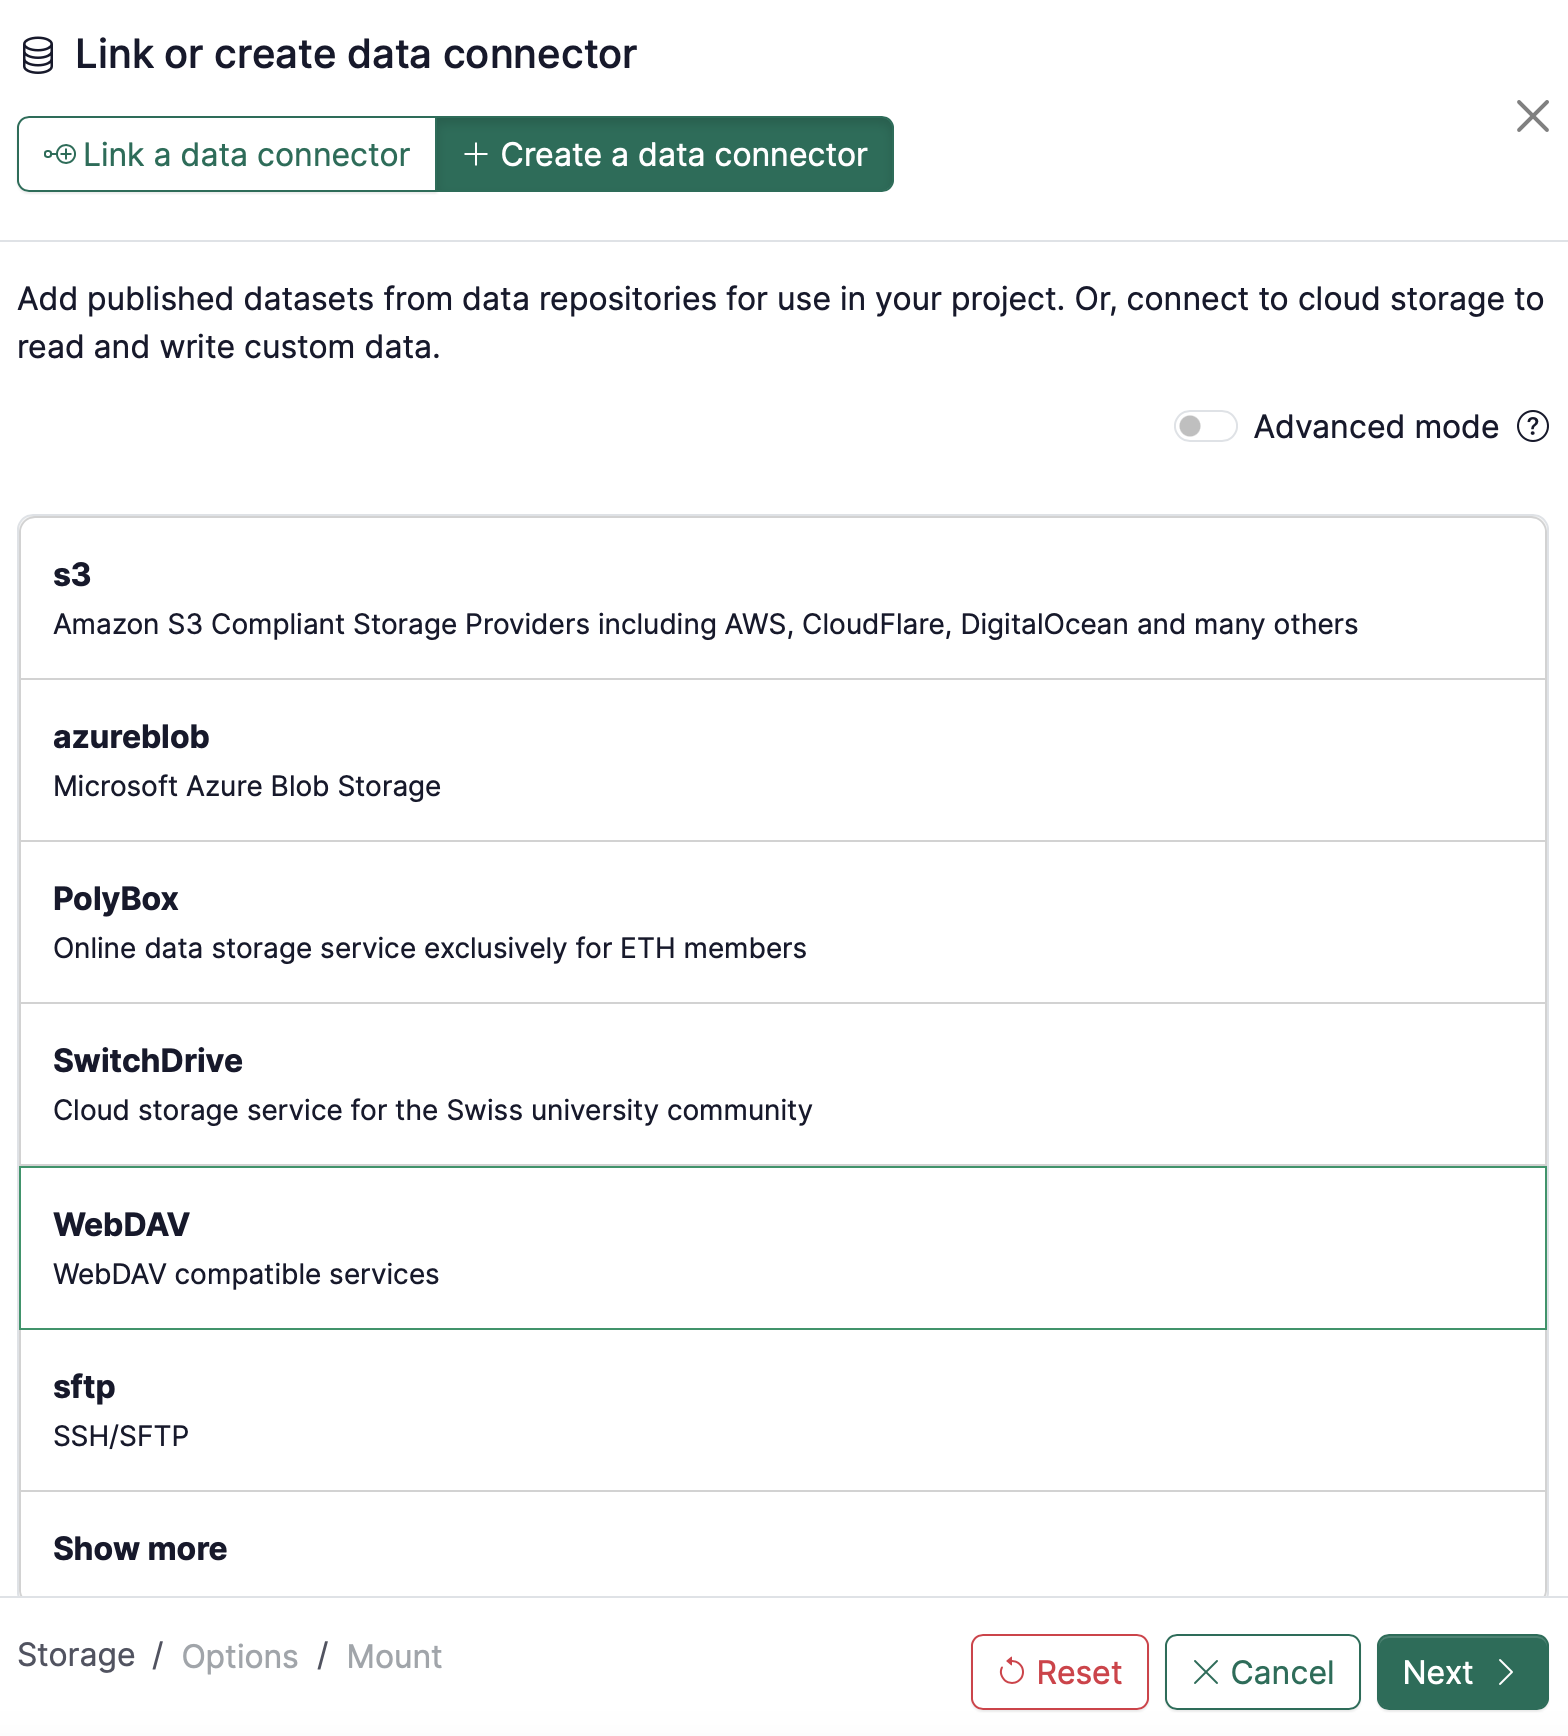 Link or create data connector
Link a data connector
Create a data connector
Add published datasets from data repositories for use in your project. Or, connect to cloud storage to
read and write custom data.
Advanced mode ?
s3
Amazon S3 Compliant Storage Providers including AWS, CloudFlare, DigitalOcean and many others
azureblob
Microsoft Azure Blob Storage
PolyBox
Online data storage service exclusively for ETH members
SwitchDrive
Cloud storage service for the Swiss university community
WebDAV
WebDAV compatible services
sftp
SSH/SFTP
Show more
Storage / Options / Mount
Reset
Cancel
Next